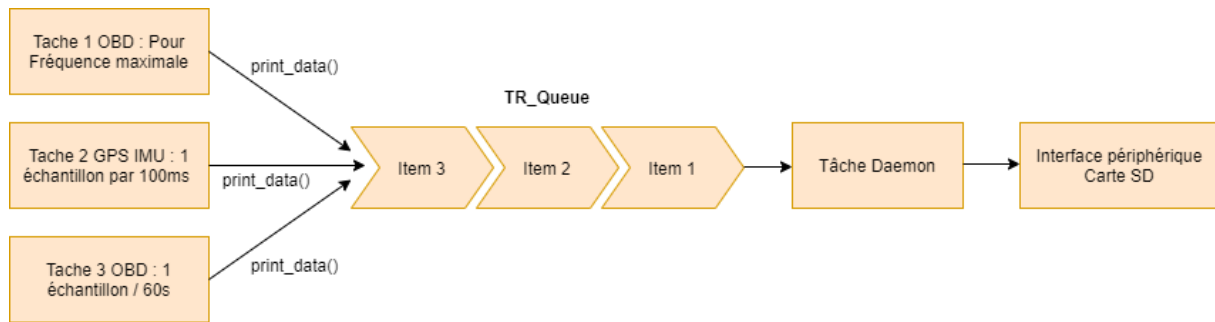 Tache 1 OBD : Pour
Fréquence maximale
print_data()
TR_Queue
Tache 2 GPS IMU : 1
échantillon par 100ms
print_data()
Item 3
Item 2
Item 1
Tâche Daemon
Interface périphérique
Carte SD
Tache 3 OBD : 1
échantillon / 60s
print_data()